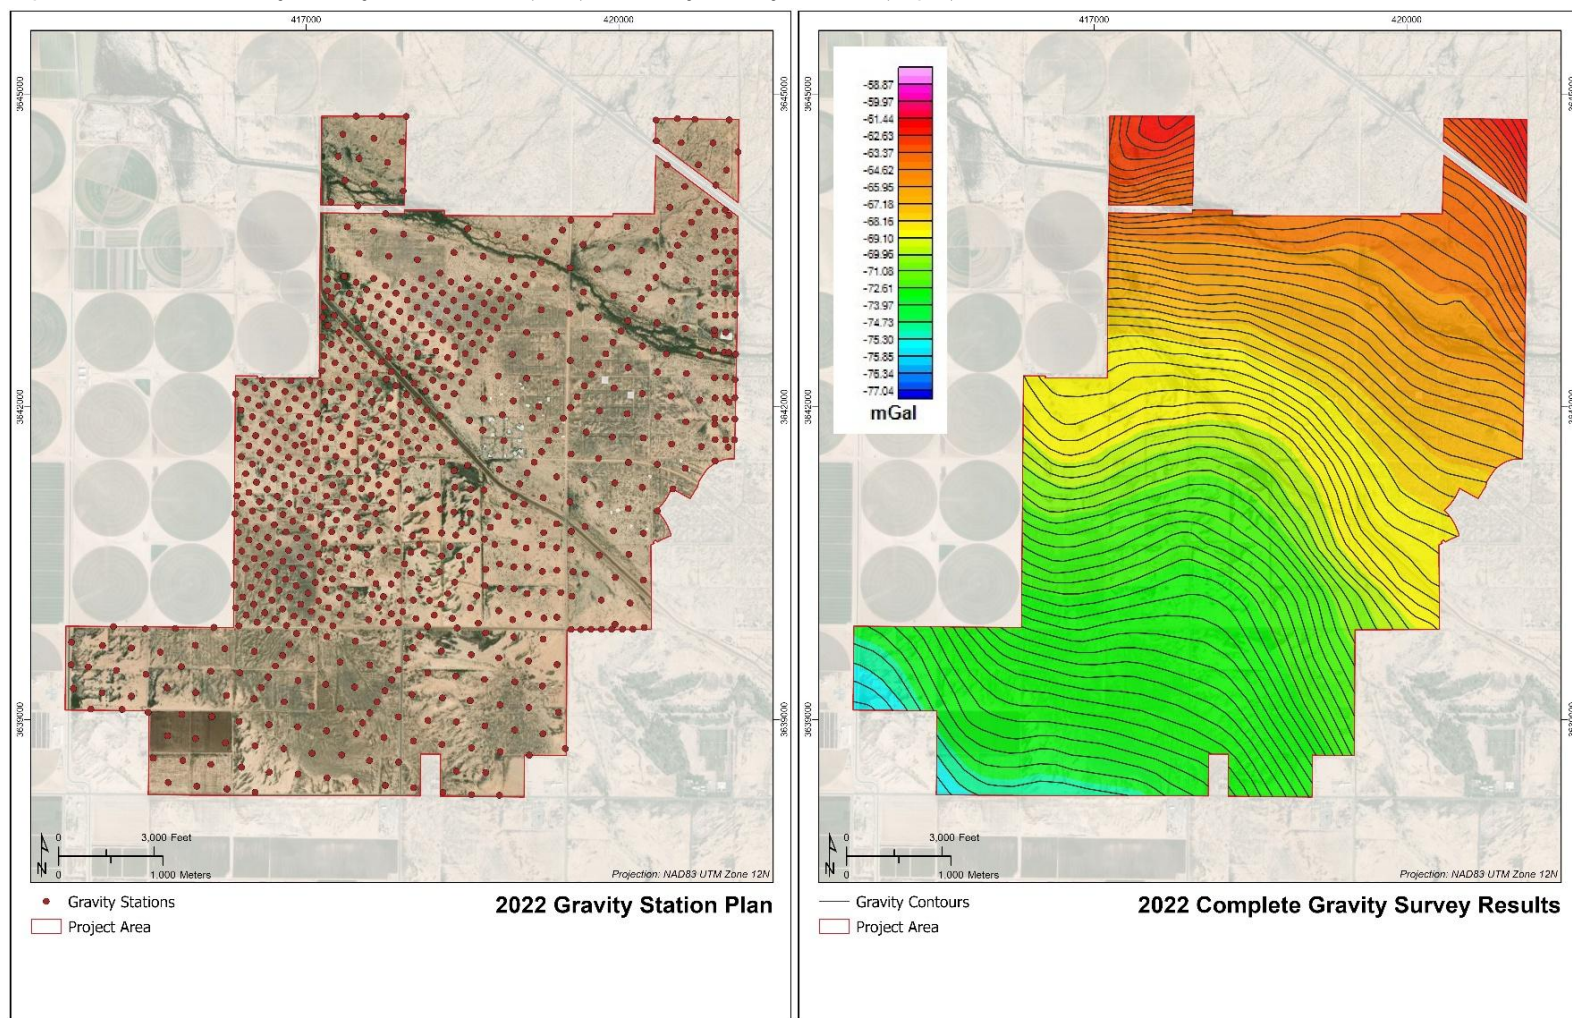 417000
420000
3645000
3645000
3642000
3639000
0
3,000 Feet
N
0
1,000 Meters
Projection: NAD83 UTM Zone 12N
Gravity Stations
2022 Gravity Station Plan
Project Area
417000
420000
3645000
3645000
-58.87
-59.97
-61.44
-62.63
-63.37
-64.62
-65.95
-67.18
-68.16
-69.10
-69.96
-71.08
-72.61
-73.97
-74.73
-75.30
-75.85
-76.34
-77.04
mGal
0
3,000 Feet
N
0
1,000 Meters
Projection: NAD83 UTM Zone 12N
Gravity Contours
2022 Complete Gravity Survey Results
Project Area